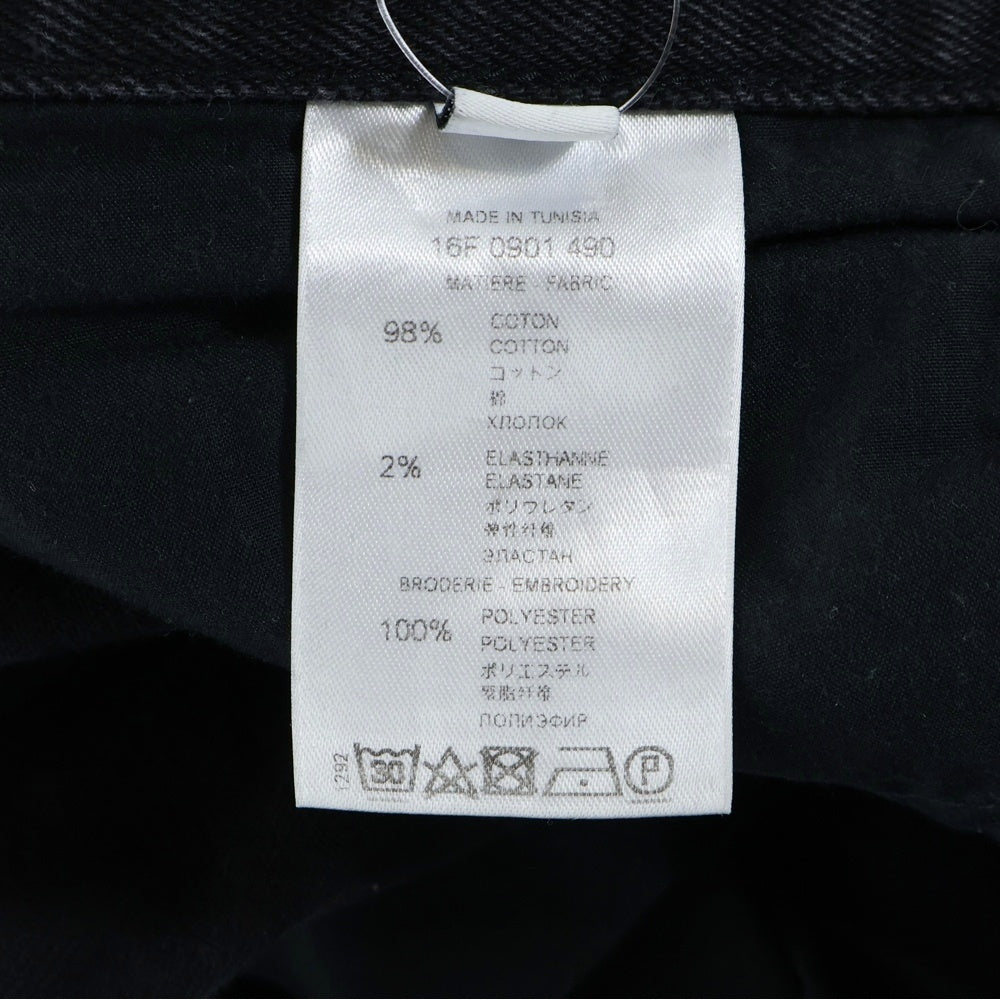 MADE IN TUNISIA
16F 0901 490
MATIERE - FABRIC
98%
COTON
COTTON
コットン
棉
ХЛОПОК
2%
ELASTHANNE
ELASTANE
ポリウレタン
弹性纤维
ЭЛАСТАН
BRODERIE - EMBROIDERY
100%
POLYESTER
POLYESTER
ポリエステル
聚脂纤维
ПОЛИЭФИР
1292
30
P